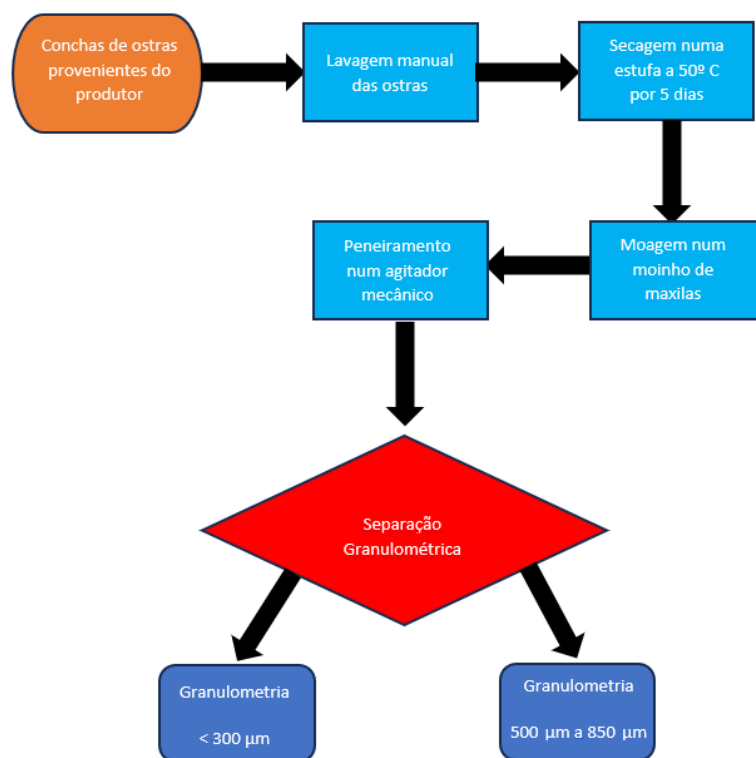 Conchas de ostras
provenientes do
produtor
Lavagem manual
das ostras
Secagem numa
estufa a 50º C
por 5 dias
Moagem num
moinho de
maxilas
Peneiramento
num agitador
mecânico
Separação
Granulométrica
Granulometria
< 300 µm
Granulometria
500 µm a 850 µm